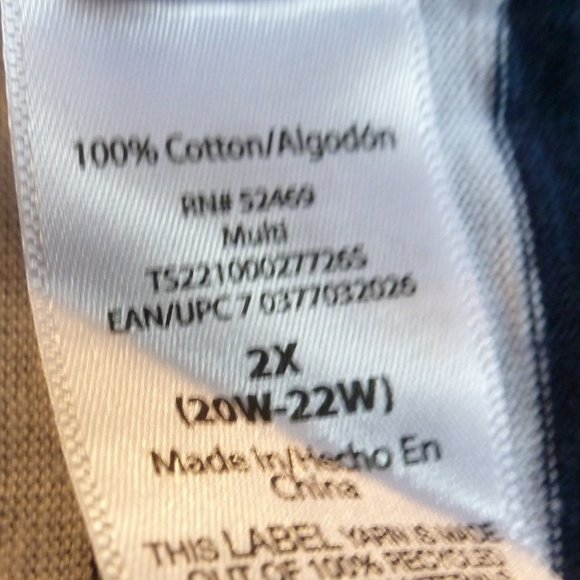 100% Cotton/Algodón
RN# 52469
Multi
TS221000277265
EAN/UPC 7 0377032026
2X
(20W-22W)
Made In/Hecho En
China
THIS LABEL YARN IS MADE
OUT OF 100% RECYCLED